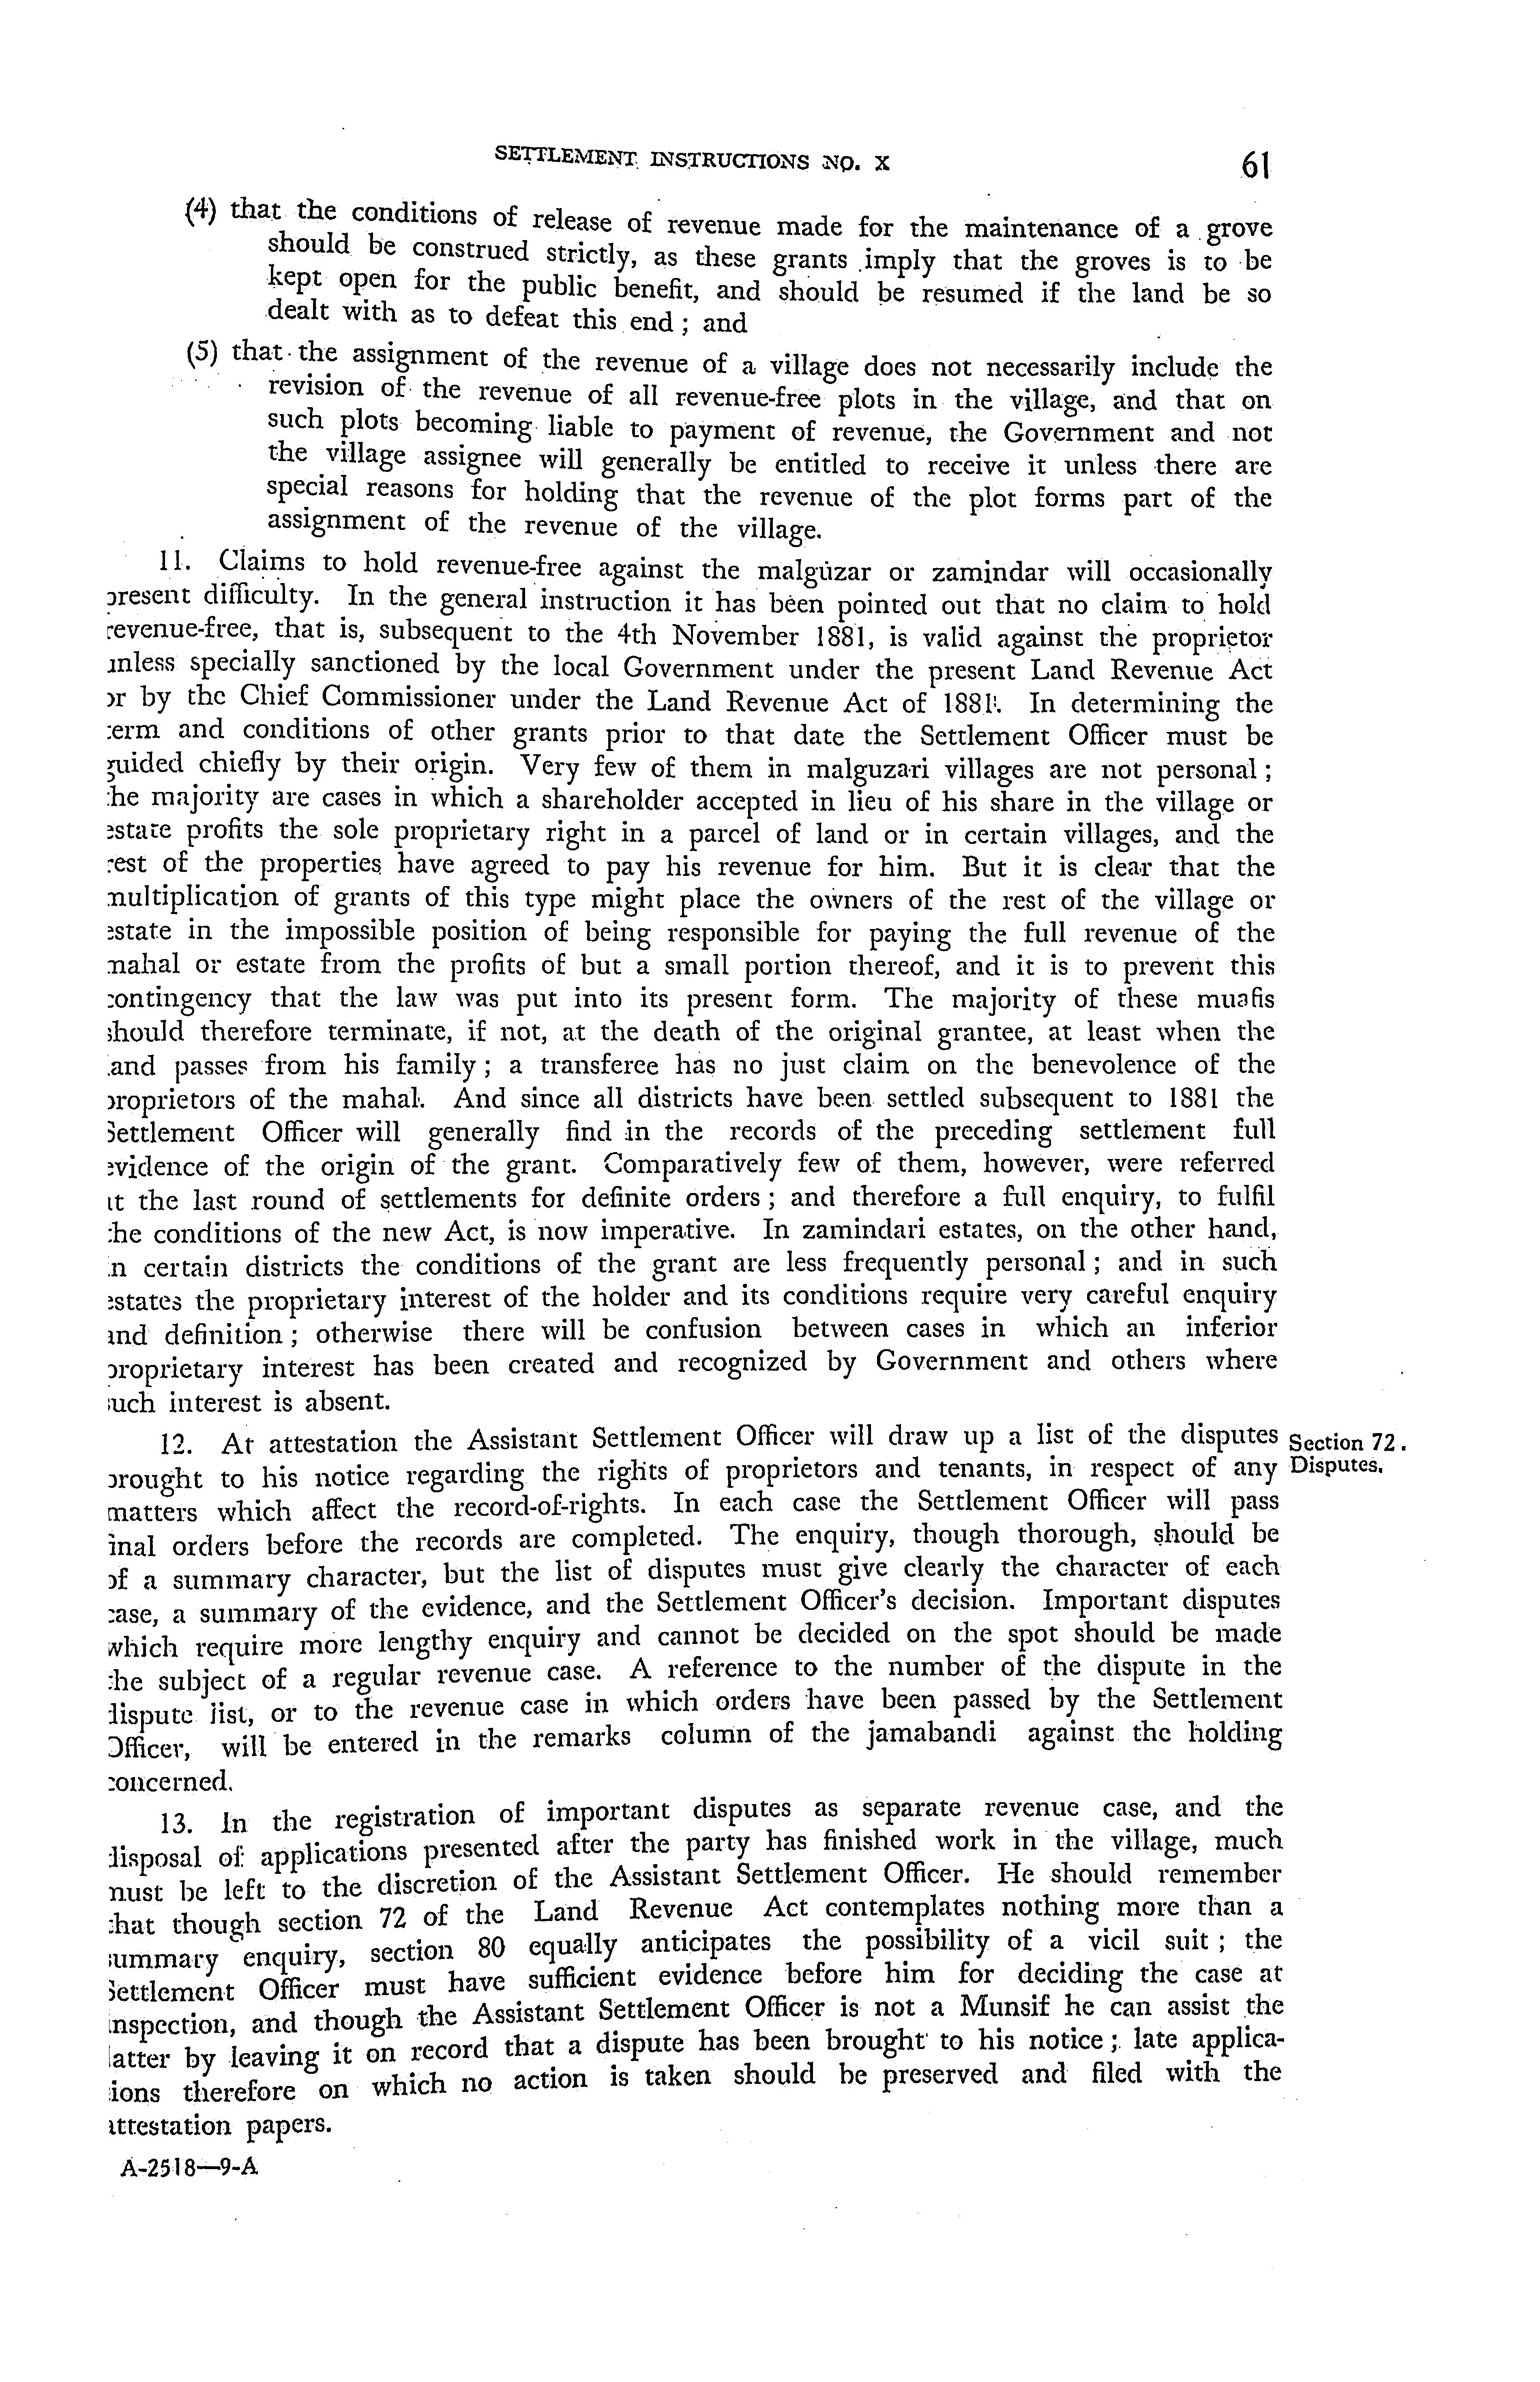 SETTLEMENT INSTRUCTIONS NO. X 61
(4) that the conditions of release of revenue made for the maintenance of a grove
should be construed strictly, as these grants imply that the groves is to be
kept open for the public benefit, and should be resumed if the land be so
dealt with as to defeat this end ; and
(5) that the assignment of the revenue of a village does not necessarily include the
revision of the revenue of all revenue-free plots in the village, and that on
such plots becoming liable to payment of revenue, the Government and not
the village assignee will generally be entitled to receive it unless there are
special reasons for holding that the revenue of the plot forms part of the
assignment of the revenue of the village.
11. Claims to hold revenue-free against the malguzar or zamindar will occasionally
present difficulty. In the general instruction it has been pointed out that no claim to hold
revenue-free, that is, subsequent to the 4th November 1881, is valid against the proprietor
unless specially sanctioned by the local Government under the present Land Revenue Act
or by the Chief Commissioner under the Land Revenue Act of 1881. In determining the
term and conditions of other grants prior to that date the Settlement Officer must be
guided chiefly by their origin. Very few of them in malguzari villages are not personal ;
the majority are cases in which a shareholder accepted in lieu of his share in the village or
estate profits the sole proprietary right in a parcel of land or in certain villages, and the
rest of the properties have agreed to pay his revenue for him. But it is clear that the
multiplication of grants of this type might place the owners of the rest of the village or
estate in the impossible position of being responsible for paying the full revenue of the
mahal or estate from the profits of but a small portion thereof, and it is to prevent this
contingency that the law was put into its present form. The majority of these muafis
should therefore terminate, if not, at the death of the original grantee, at least when the
land passes from his family ; a transferee has no just claim on the benevolence of the
proprietors of the mahal. And since all districts have been settled subsequent to 1881 the
Settlement Officer will generally find in the records of the preceding settlement full
evidence of the origin of the grant. Comparatively few of them, however, were referred
at the last round of settlements for definite orders ; and therefore a full enquiry, to fulfil
the conditions of the new Act, is now imperative. In zamindari estates, on the other hand,
in certain districts the conditions of the grant are less frequently personal ; and in such
estates the proprietary interest of the holder and its conditions require very careful enquiry
and definition ; otherwise there will be confusion between cases in which an inferior
proprietary interest has been created and recognized by Government and others where
such interest is absent.
12. At attestation the Assistant Settlement Officer will draw up a list of the disputes Section 72.
brought to his notice regarding the rights of proprietors and tenants, in respect of any Disputes.
matters which affect the record-of-rights. In each case the Settlement Officer will pass
final orders before the records are completed. The enquiry, though thorough, should be
of a summary character, but the list of disputes must give clearly the character of each
case, a summary of the evidence, and the Settlement Officer's decision. Important disputes
which require more lengthy enquiry and cannot be decided on the spot should be made
the subject of a regular revenue case. A reference to the number of the dispute in the
dispute list, or to the revenue case in which orders have been passed by the Settlement
Officer, will be entered in the remarks column of the jamabandi against the holding
concerned.
13. In the registration of important disputes as separate revenue case, and the
disposal of applications presented after the party has finished work in the village, much
must be left to the discretion of the Assistant Settlement Officer. He should remember
that though section 72 of the Land Revenue Act contemplates nothing more than a
summary enquiry, section 80 equally anticipates the possibility of a vicil suit ; the
Settlement Officer must have sufficient evidence before him for deciding the case at
inspection, and though the Assistant Settlement Officer is not a Munsif he can assist the
latter by leaving it on record that a dispute has been brought to his notice ; late applica-
tions therefore on which no action is taken should be preserved and filed with the
attestation papers.
A-2518—9-A